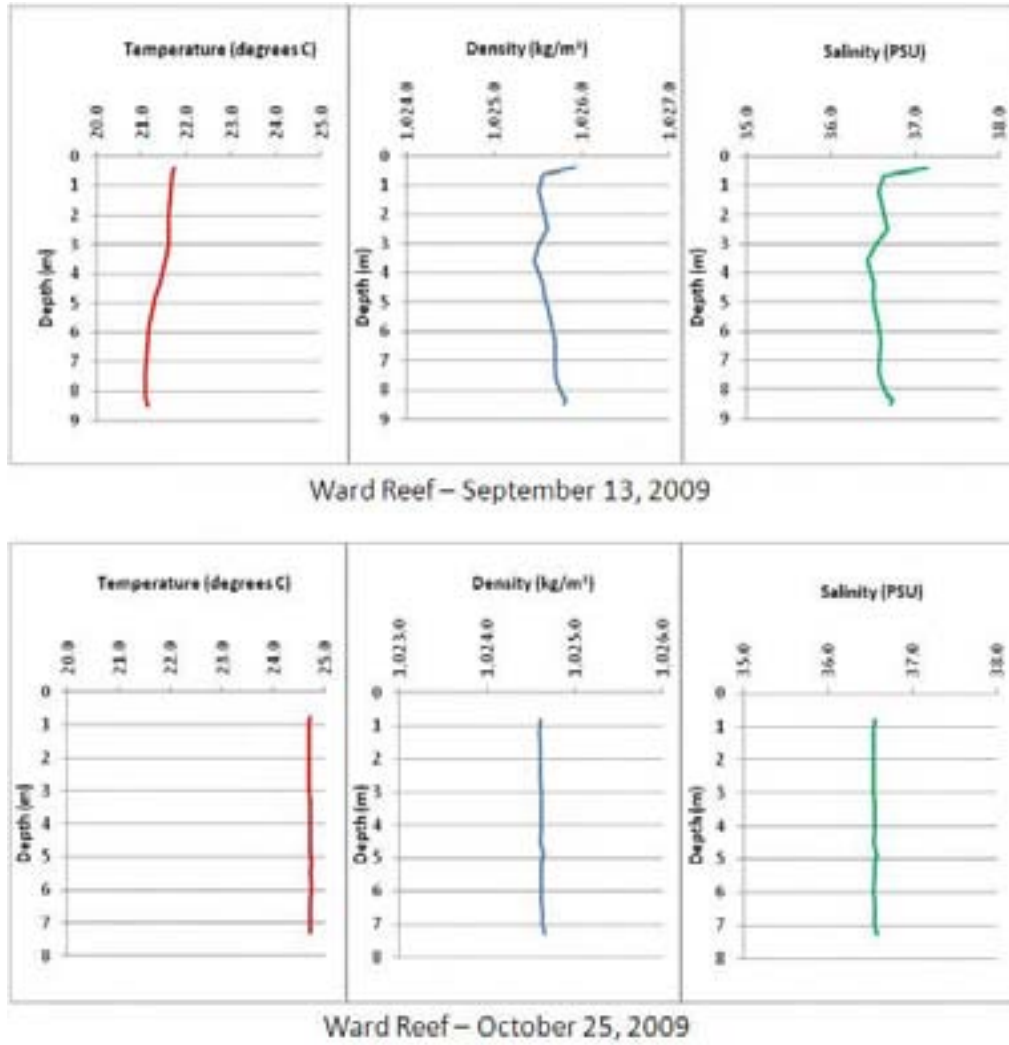 Temperature (degrees C)
20.0 21.0 22.0 23.0 24.0 25.0
Depth (m)
0
1
2
3
4
5
6
7
8
9
Density (kg/m³)
1,024.0 1,025.0 1,026.0 1,027.0
Depth (m)
0
1
2
3
4
5
6
7
8
9
Salinity (PSU)
35.0 36.0 37.0 38.0
Depth (m)
0
1
2
3
4
5
6
7
8
9
Ward Reef – September 13, 2009
Temperature (degrees C)
20.0 21.0 22.0 23.0 24.0 25.0
Depth (m)
0
1
2
3
4
5
6
7
8
Density (kg/m³)
1,023.0 1,024.0 1,025.0 1,026.0
Depth (m)
0
1
2
3
4
5
6
7
8
Salinity (PSU)
35.0 36.0 37.0 38.0
Depth (m)
0
1
2
3
4
5
6
7
8
Ward Reef – October 25, 2009